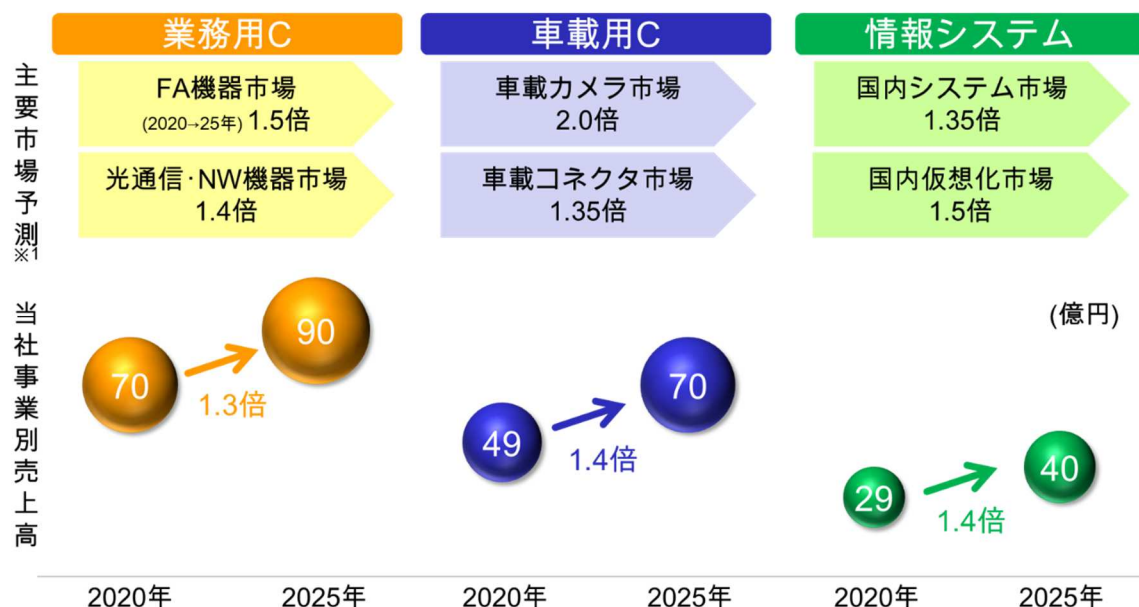 業務用C
車載用C
情報システム
主要市場予測※1
FA機器市場
(2020→25年) 1.5倍
車載カメラ市場
2.0倍
国内システム市場
1.35倍
光通信･NW機器市場
1.4倍
車載コネクタ市場
1.35倍
国内仮想化市場
1.5倍
当社事業別売上高
(億円)
70
90
1.3倍
49
70
1.4倍
29
40
1.4倍
2020年
2025年
2020年
2025年
2020年
2025年